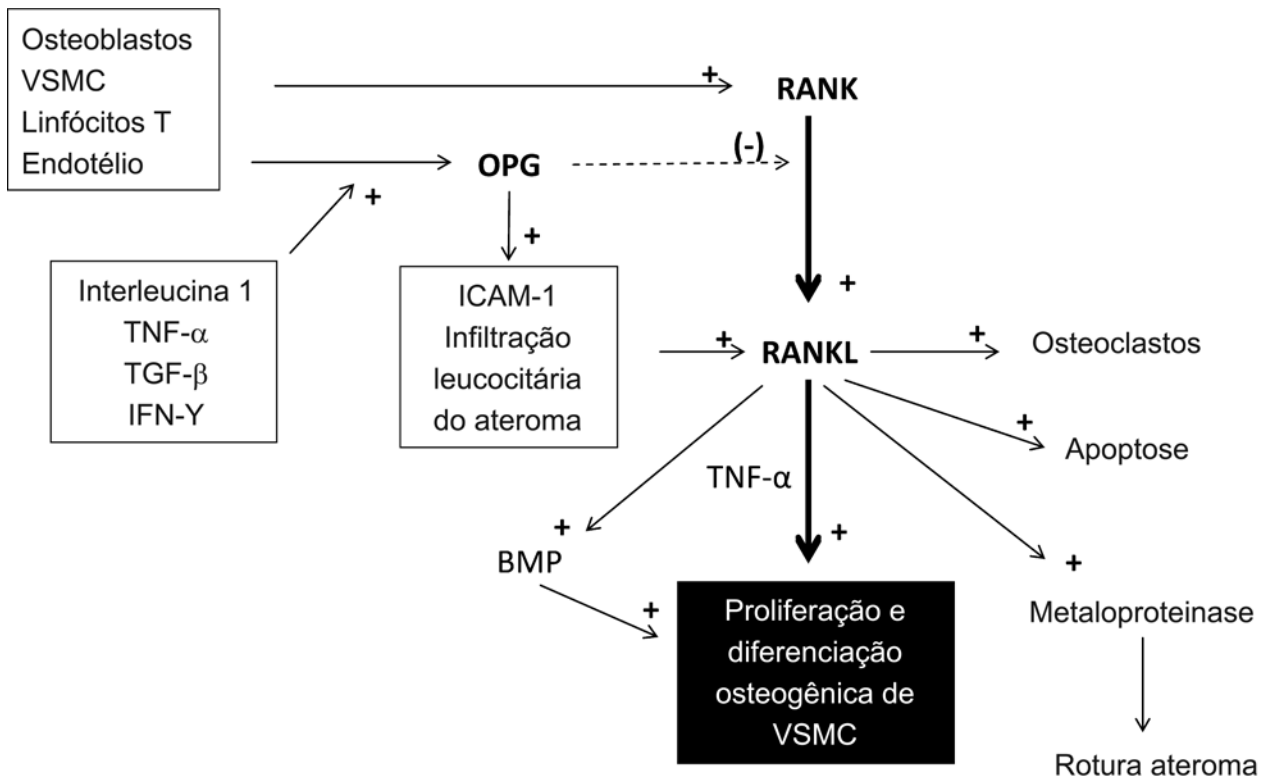 Osteoblastos
VSMC
Linfócitos T
Endotélio
+
RANK
OPG
(-)
+
+
Interleucina 1
TNF-α
TGF-β
IFN-Y
ICAM-1
Infiltração
leucocitária
do ateroma
+
+
RANKL
+
Osteoclastos
+
Apoptose
TNF-α
+
BMP
+
+
+
Metaloproteinase
Proliferação e
diferenciação
osteogênica de
VSMC
Rotura ateroma